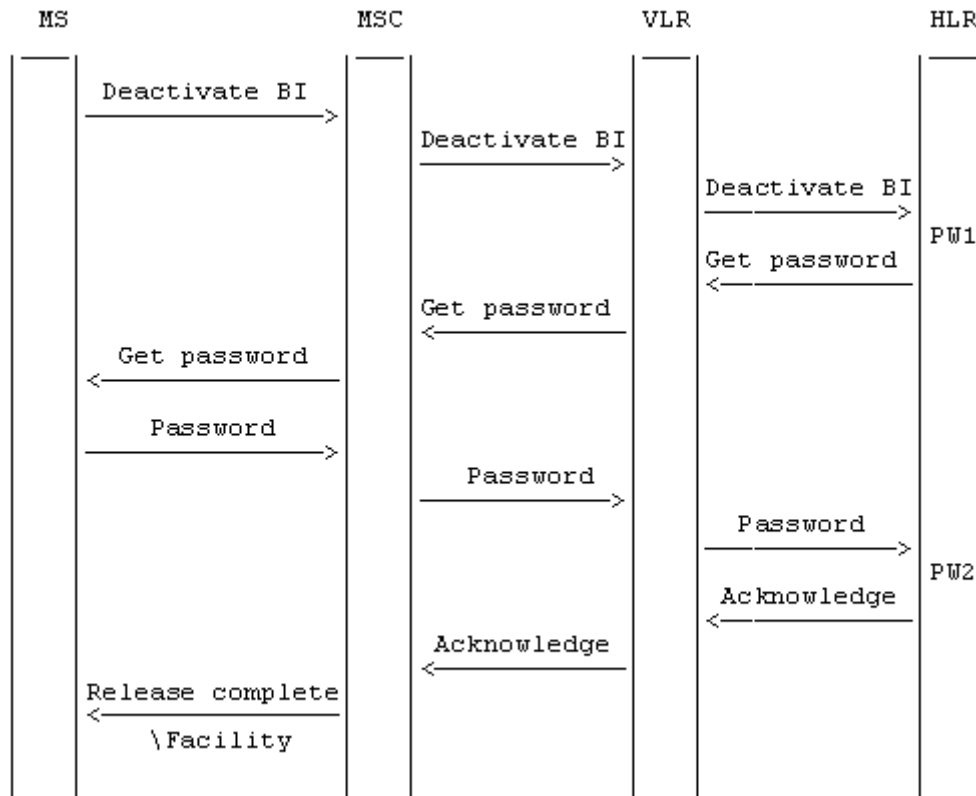 MS MSC VLR HLR
Deactivate BI
Deactivate BI
Deactivate BI
PW1
Get password
Get password
Get password
Password
Password
Password
PW2
Acknowledge
Acknowledge
Release complete
\Facility